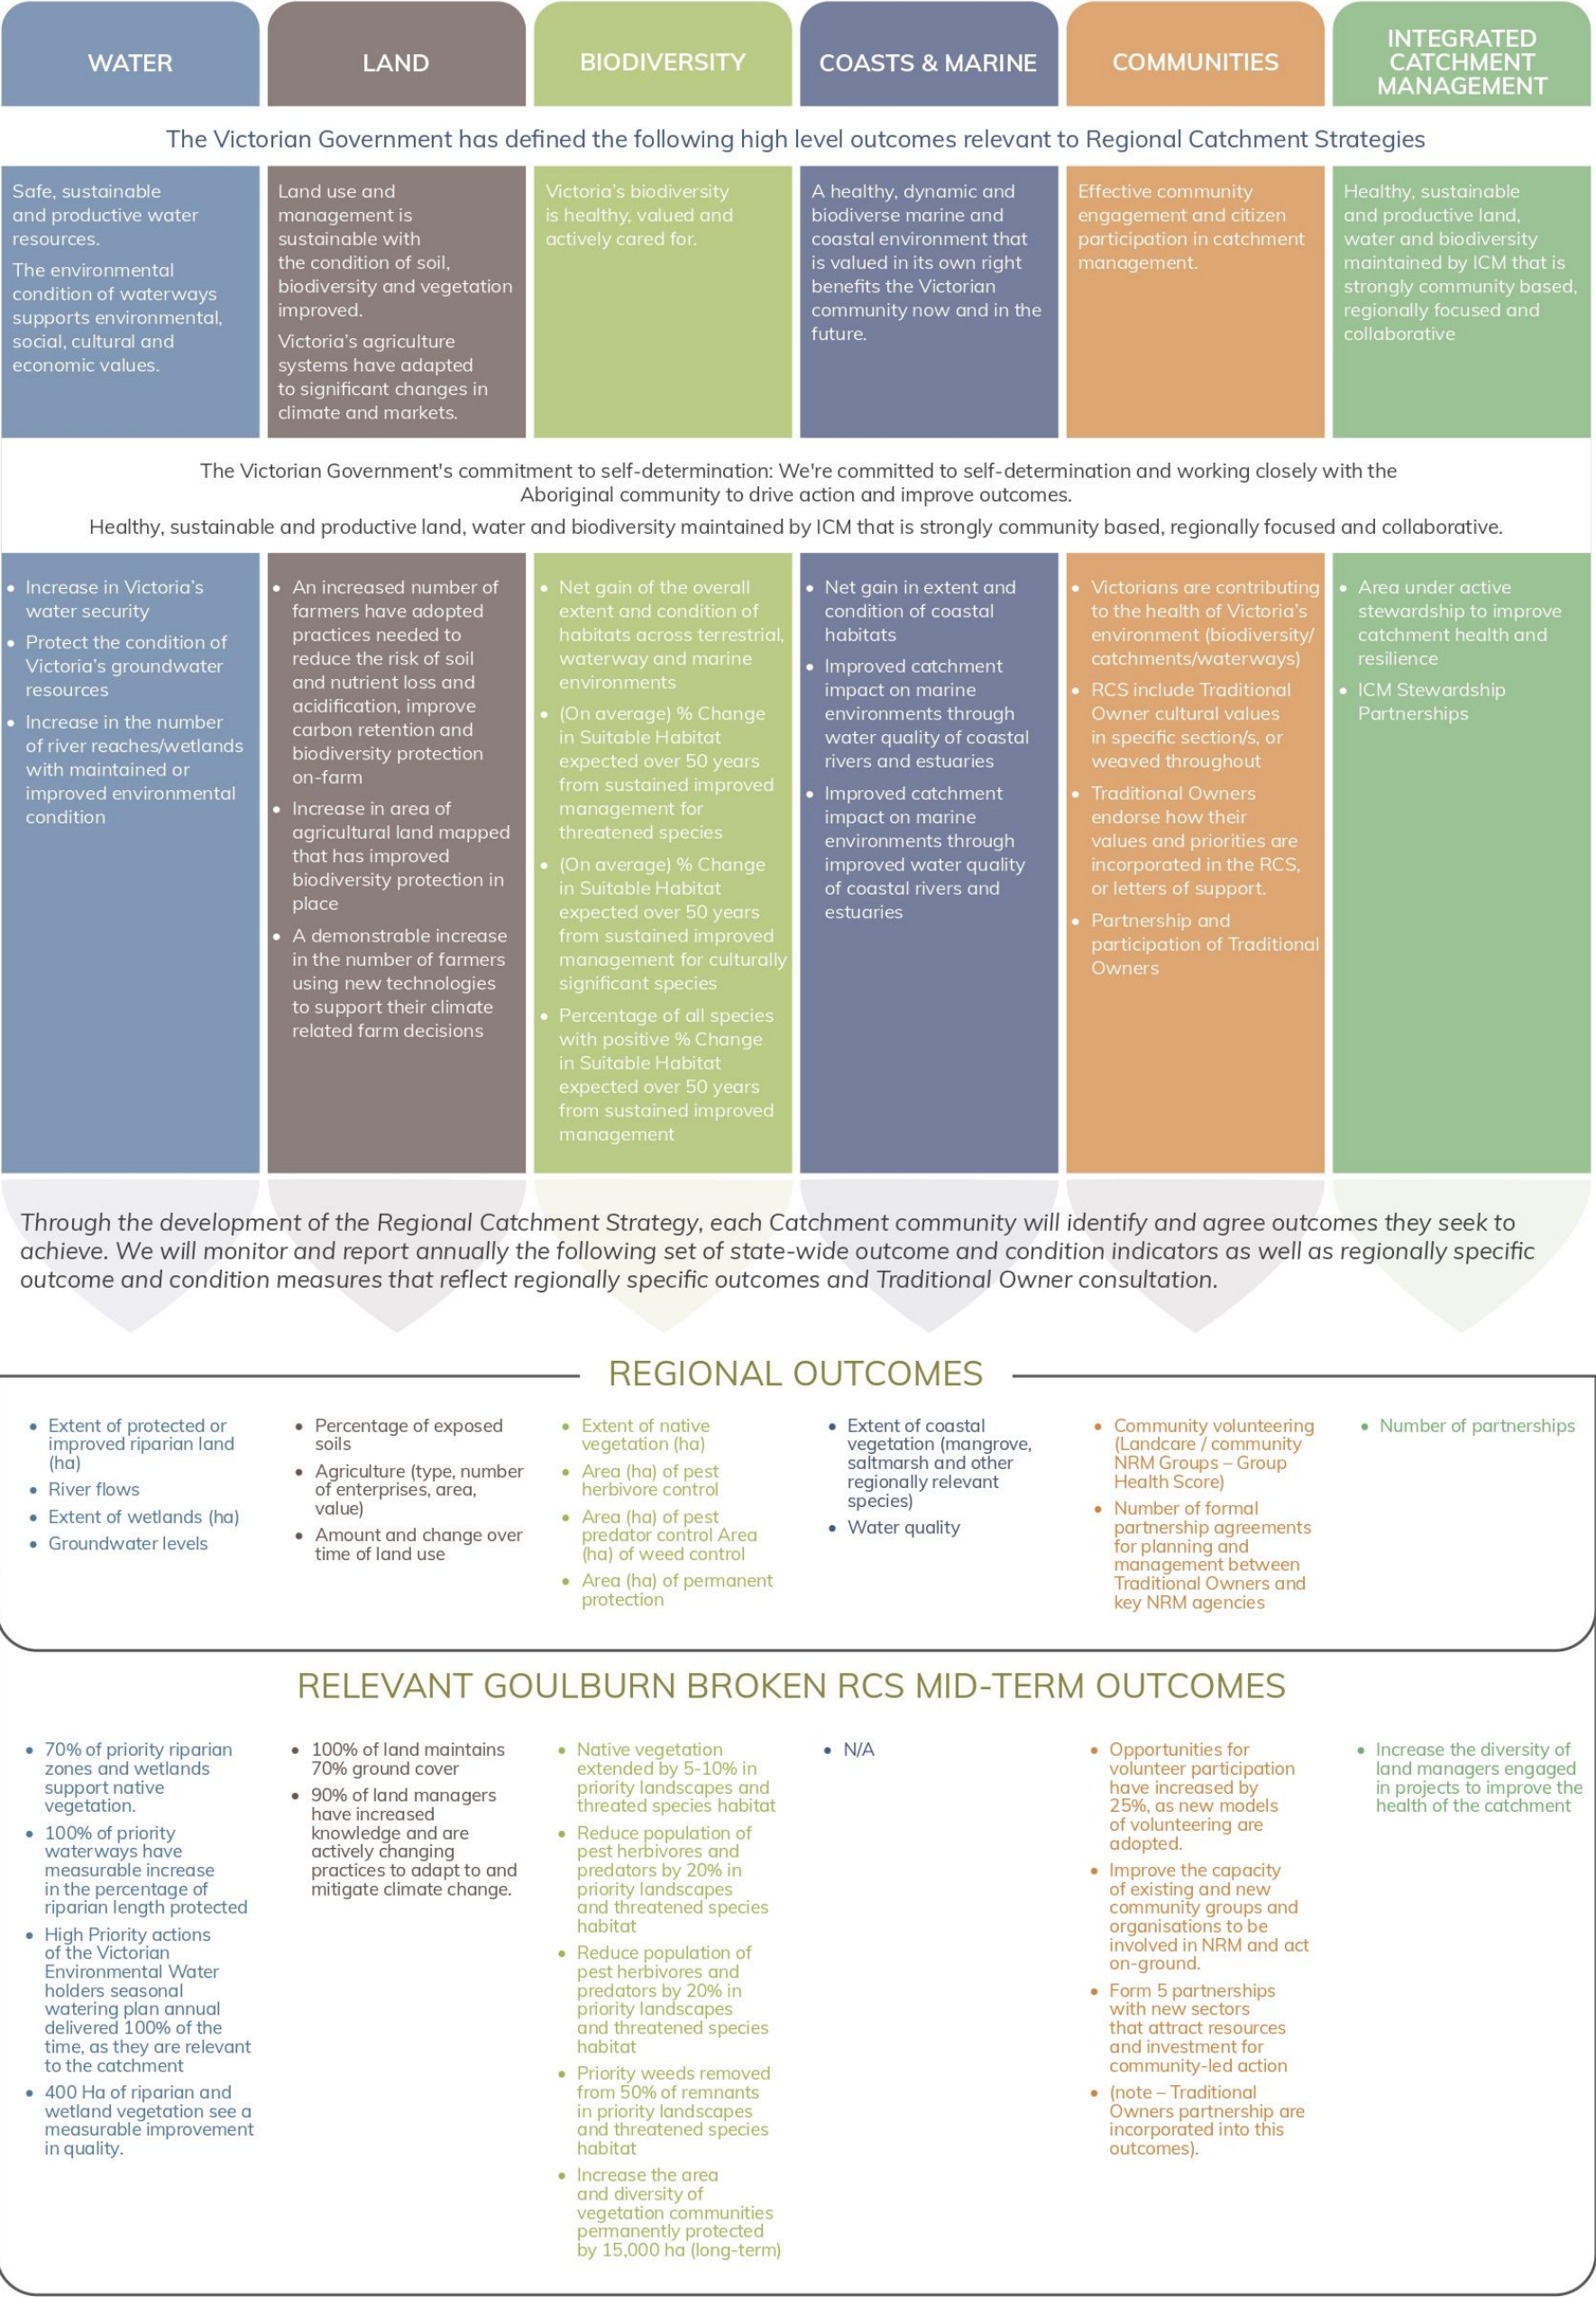 WATER
LAND
BIODIVERSITY
COASTS & MARINE
COMMUNITIES
INTEGRATED
CATCHMENT
MANAGEMENT
The Victorian Government has defined the following high level outcomes relevant to Regional Catchment Strategies
Safe, sustainable
and productive water
resources.
The environmental
condition of waterways
supports environmental,
social, cultural and
economic values.
Land use and
management is
sustainable with
the condition of soil,
biodiversity and vegetation
improved.
Victoria's agriculture
systems have adapted
to significant changes in
climate and markets.
Victoria's biodiversity
is healthy, valued and
actively cared for.
A healthy, dynamic and
biodiverse marine and
coastal environment that
is valued in its own right
benefits the Victorian
community now and in the
future.
Effective community
engagement and citizen
participation in catchment
management.
Healthy, sustainable
and productive land,
water and biodiversity
maintained by ICM that is
strongly community based,
regionally focused and
collaborative
The Victorian Government's commitment to self-determination: We're committed to self-determination and working closely with the
Aboriginal community to drive action and improve outcomes.
Healthy, sustainable and productive land, water and biodiversity maintained by ICM that is strongly community based, regionally focused and collaborative.
• Increase in Victoria's
water security
• Protect the condition of
Victoria's groundwater
resources
• Increase in the number
of river reaches/wetlands
with maintained or
improved environmental
condition
• An increased number of
farmers have adopted
practices needed to
reduce the risk of soil
and nutrient loss and
acidification, improve
carbon retention and
biodiversity protection
on-farm
• Increase in area of
agricultural land mapped
that has improved
biodiversity protection in
place
• A demonstrable increase
in the number of farmers
using new technologies
to support their climate
related farm decisions
• Net gain of the overall
extent and condition of
habitats across terrestrial,
waterway and marine
environments
• (On average) % Change
in Suitable Habitat
expected over 50 years
from sustained improved
management for
threatened species
• (On average) % Change
in Suitable Habitat
expected over 50 years
from sustained improved
management for culturally
significant species
• Percentage of all species
with positive % Change
in Suitable Habitat
expected over 50 years
from sustained improved
management
• Net gain in extent and
condition of coastal
habitats
• Improved catchment
impact on marine
environments through
water quality of coastal
rivers and estuaries
• Improved catchment
impact on marine
environments through
improved water quality
of coastal rivers and
estuaries
• Victorians are contributing
to the health of Victoria's
environment (biodiversity/
catchments/waterways)
• RCS include Traditional
Owner cultural values
in specific section/s, or
weaved throughout
• Traditional Owners
endorse how their
values and priorities are
incorporated in the RCS,
or letters of support.
• Partnership and
participation of Traditional
Owners
• Area under active
stewardship to improve
catchment health and
resilience
• ICM Stewardship
Partnerships
Through the development of the Regional Catchment Strategy, each Catchment community will identify and agree outcomes they seek to
achieve. We will monitor and report annually the following set of state-wide outcome and condition indicators as well as regionally specific
outcome and condition measures that reflect regionally specific outcomes and Traditional Owner consultation.
REGIONAL OUTCOMES
• Extent of protected or
improved riparian land
(ha)
• River flows
• Extent of wetlands (ha)
• Groundwater levels
• Percentage of exposed
soils
• Agriculture (type, number
of enterprises, area,
value)
• Amount and change over
time of land use
• Extent of native
vegetation (ha)
• Area (ha) of pest
herbivore control
• Area (ha) of pest
predator control Area
(ha) of weed control
• Area (ha) of permanent
protection
• Extent of coastal
vegetation (mangrove,
saltmarsh and other
regionally relevant
species)
• Water quality
• Community volunteering
(Landcare / community
NRM Groups – Group
Health Score)
• Number of formal
partnership agreements
for planning and
management between
Traditional Owners and
key NRM agencies
• Number of partnerships
RELEVANT GOULBURN BROKEN RCS MID-TERM OUTCOMES
• 70% of priority riparian
zones and wetlands
support native
vegetation.
• 100% of priority
waterways have
measurable increase
in the percentage of
riparian length protected
• High Priority actions
of the Victorian
Environmental Water
holders seasonal
watering plan annual
delivered 100% of the
time, as they are relevant
to the catchment
• 400 Ha of riparian and
wetland vegetation see a
measurable improvement
in quality.
• 100% of land maintains
70% ground cover
• 90% of land managers
have increased
knowledge and are
actively changing
practices to adapt to and
mitigate climate change.
• Native vegetation
extended by 5-10% in
priority landscapes and
threated species habitat
• Reduce population of
pest herbivores and
predators by 20% in
priority landscapes
and threatened species
habitat
• Reduce population of
pest herbivores and
predators by 20% in
priority landscapes
and threatened species
habitat
• Priority weeds removed
from 50% of remnants
in priority landscapes
and threatened species
habitat
• Increase the area
and diversity of
vegetation communities
permanently protected
by 15,000 ha (long-term)
• N/A
• Opportunities for
volunteer participation
have increased by
25%, as new models
of volunteering are
adopted.
• Improve the capacity
of existing and new
community groups and
organisations to be
involved in NRM and act
on-ground.
• Form 5 partnerships
with new sectors
that attract resources
and investment for
community-led action
• (note – Traditional
Owners partnership are
incorporated into this
outcomes).
• Increase the diversity of
land managers engaged
in projects to improve the
health of the catchment